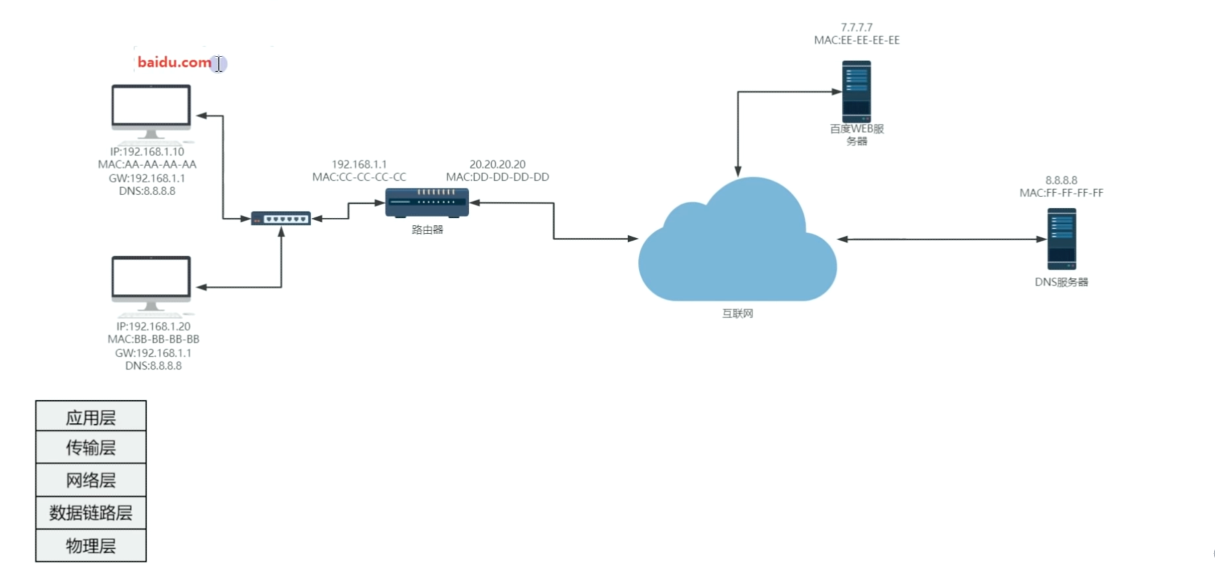 7.7.7.7
MAC:EE-EE-EE-EE
baidu.com
IP:192.168.1.10
MAC:AA-AA-AA-AA
GW:192.168.1.1
DNS:8.8.8.8
192.168.1.1
MAC:CC-CC-CC-CC
20.20.20.20
MAC:DD-DD-DD-DD
路由器
百度WEB服
务器
8.8.8.8
MAC:FF-FF-FF-FF
DNS服务器
互联网
IP:192.168.1.20
MAC:BB-BB-BB-BB
GW:192.168.1.1
DNS:8.8.8.8
应用层
传输层
网络层
数据链路层
物理层